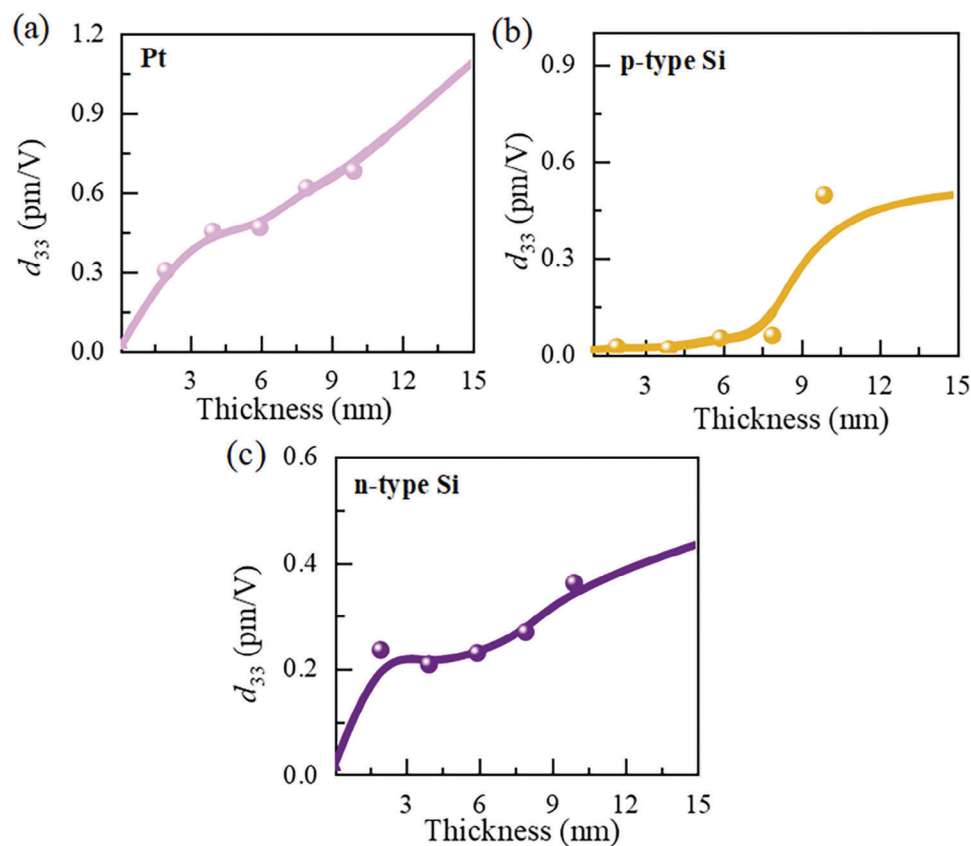 (a)
Pt
1.2
0.9
0.6
0.3
0.0
d33 (pm/V)
3 6 9 12 15
Thickness (nm)
(b)
p-type Si
0.9
0.6
0.3
0.0
d33 (pm/V)
3 6 9 12 15
Thickness (nm)
(c)
n-type Si
0.6
0.4
0.2
0.0
d33 (pm/V)
3 6 9 12 15
Thickness (nm)